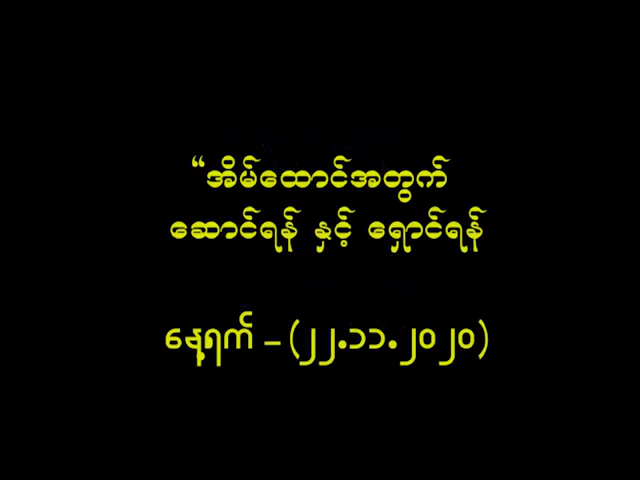 “အိမ်ထောင်အတွက်
ဆောင်ရန် နှင့် ရှောင်ရန်
နေ့ရက် – (၂၂.၁၁.၂၀၂၀)